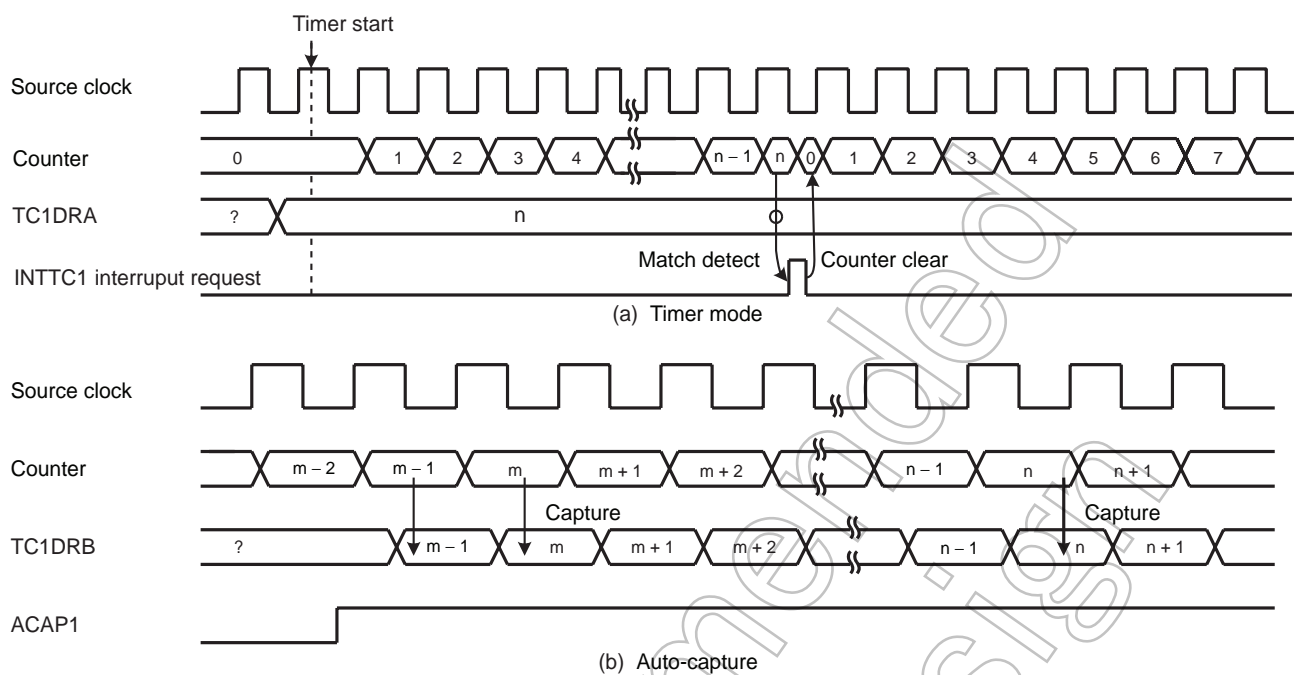 Timer start
Source clock
Counter
0 1 2 3 4 n – 1 n 0 1 2 3 4 5 6 7
TC1DRA
? n
Match detect Counter clear
INTTC1 interruput request
(a) Timer mode
Source clock
Counter
m – 2 m – 1 m m + 1 m + 2 n – 1 n n + 1
Capture Capture
TC1DRB
? m – 1 m m + 1 m + 2 n – 1 n n + 1
ACAP1
(b) Auto-capture
mended
sign